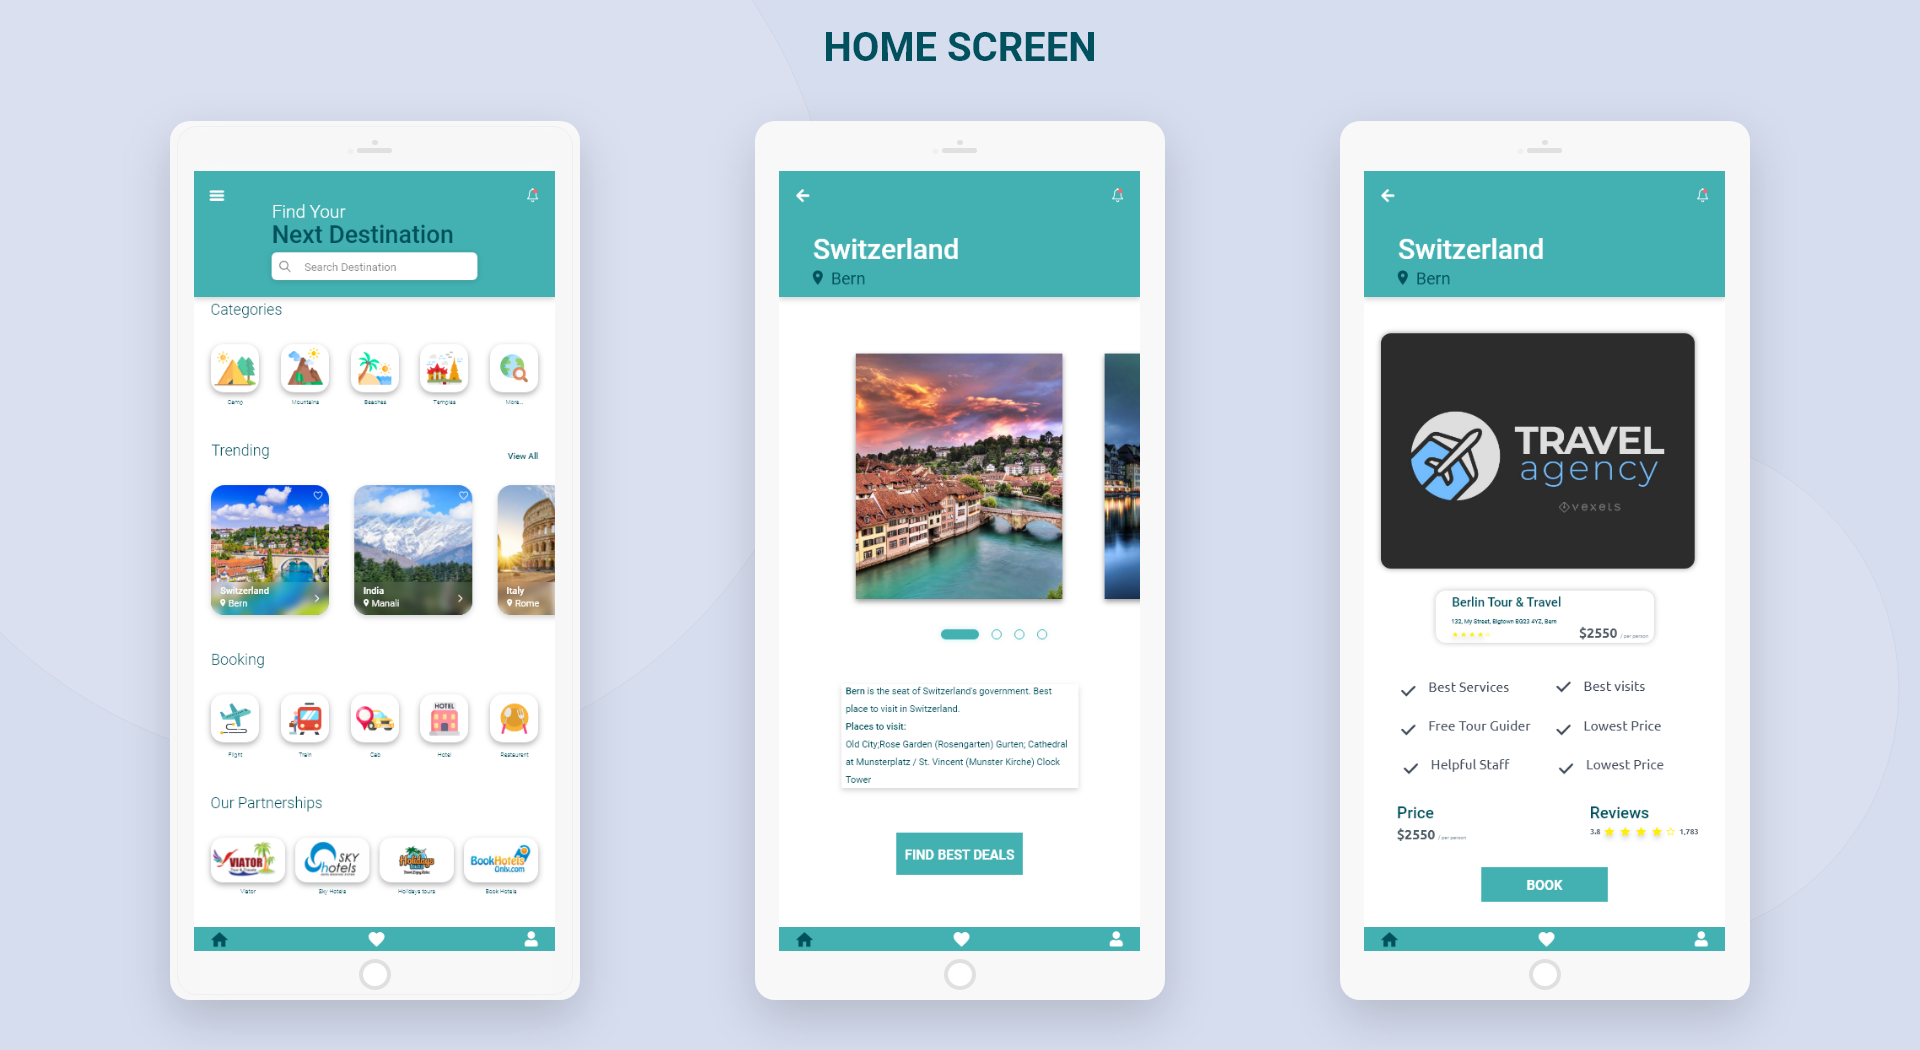 HOME SCREEN
Find Your
Next Destination
Search Destination
Categories
Camp
Mountains
Beaches
Temples
More...
Trending
View All
Switzerland
Bern
India
Manali
Italy
Rome
Booking
Flight
Train
Cab
Hotel
HOTEL
Restaurant
Our Partnerships
VIATOR
Tour & Travels
SKY
hotels
Holidays
BookHotels
Only.com
Viator
Sky Hotels
Holidays tours
Book Hotels
Switzerland
Bern
Bern is the seat of Switzerland's government. Best
place to visit in Switzerland.
Places to visit:
Old City;Rose Garden (Rosengarten) Gurten; Cathedral
at Munsterplatz / St. Vincent (Munster Kirche) Clock
Tower
FIND BEST DEALS
Switzerland
Bern
TRAVEL
agency
vexels
Berlin Tour & Travel
132, My Street, Bigtown BG23 4YZ, Bern
$2550 / per person
Best Services
Best visits
Free Tour Guider
Lowest Price
Helpful Staff
Lowest Price
Price
$2550 / per person
Reviews
3.8 1,783
BOOK